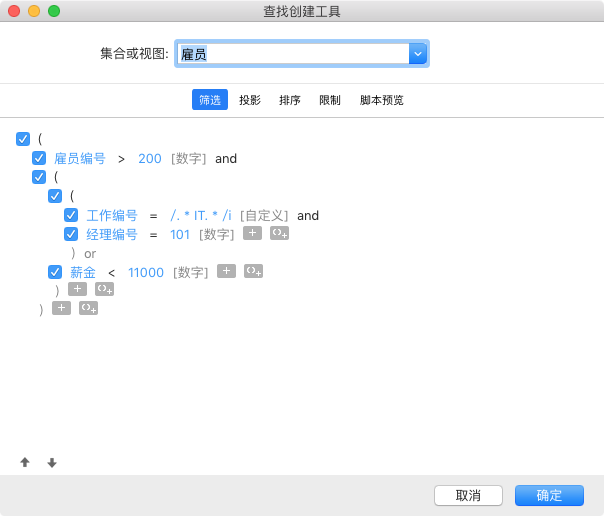 查找创建工具
集合或视图: 雇员
筛选 投影 排序 限制 脚本预览
(
雇员编号 > 200 [数字] and
(
(
工作编号 = /. * IT. * /i [自定义] and
经理编号 = 101 [数字]
) or
薪金 < 11000 [数字]
)
)
取消 确定